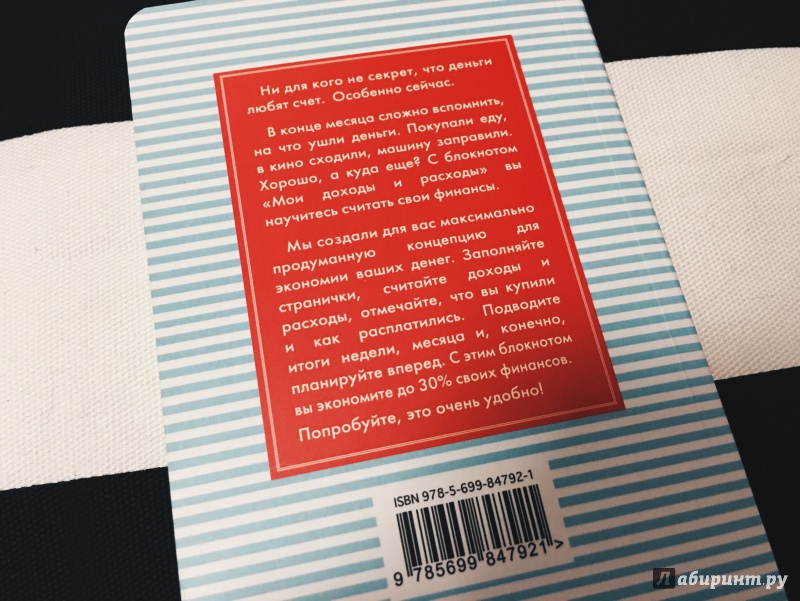 Ни для кого не секрет, что деньги
любят счет. Особенно сейчас.
В конце месяца сложно вспомнить,
на что ушли деньги. Покупали еду,
в кино сходили, машину заправили.
Хорошо, а куда еще? С блокнотом
«Мои доходы и расходы» вы
научитесь считать свои финансы.
Мы создали для вас максимально
продуманную концепцию для
экономии ваших денег. Заполняйте
странички, считайте доходы и
расходы, отмечайте, что вы купили
и как расплатились. Подводите
итоги недели, месяца и, конечно,
планируйте вперед. С этим блокнотом
вы экономите до 30% своих финансов.
Попробуйте, это очень удобно!
ISBN 978-5-699-84792-1
9 785699 847921 >
Лабиринт.ру